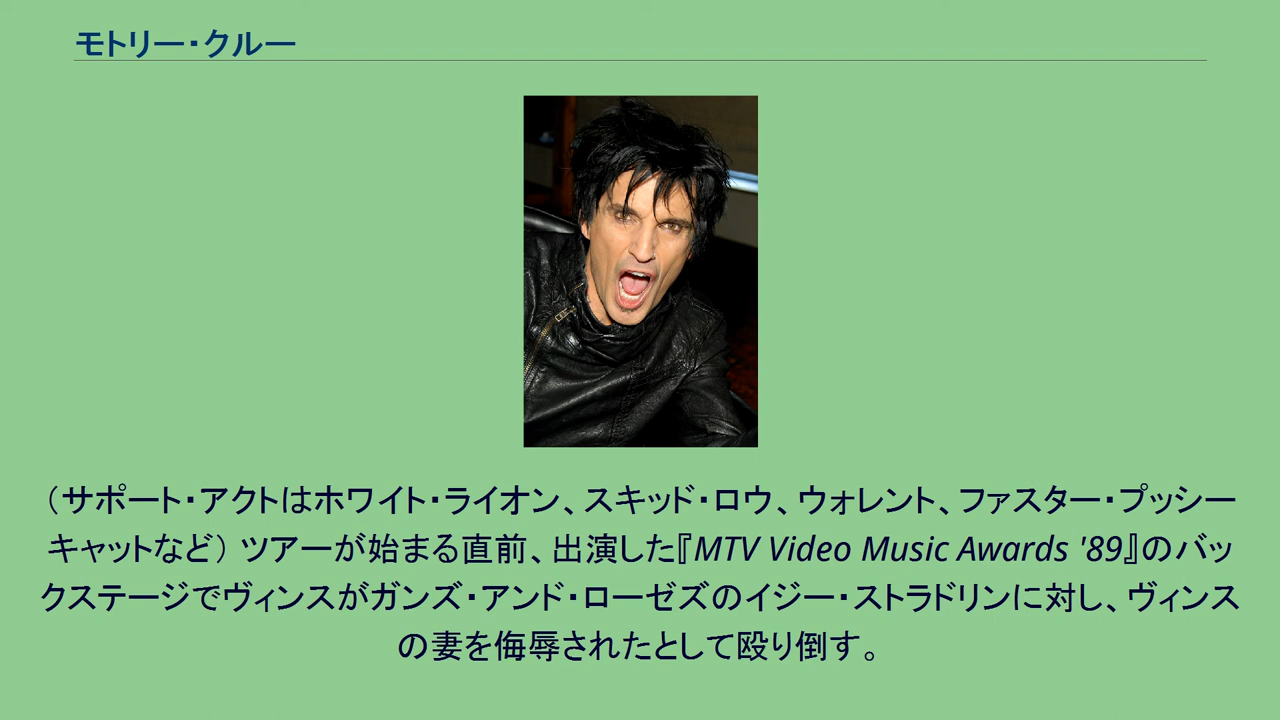 モトリー・クルー
（サポート・アクトはホワイト・ライオン、スキッド・ロウ、ウォレント、ファスター・プッシー
キャットなど） ツアーが始まる直前、出演した『MTV Video Music Awards '89』のバッ
クステージでヴィンスがガンズ・アンド・ローゼズのイジー・ストラドリンに対し、ヴィンス
の妻を侮辱されたとして殴り倒す。